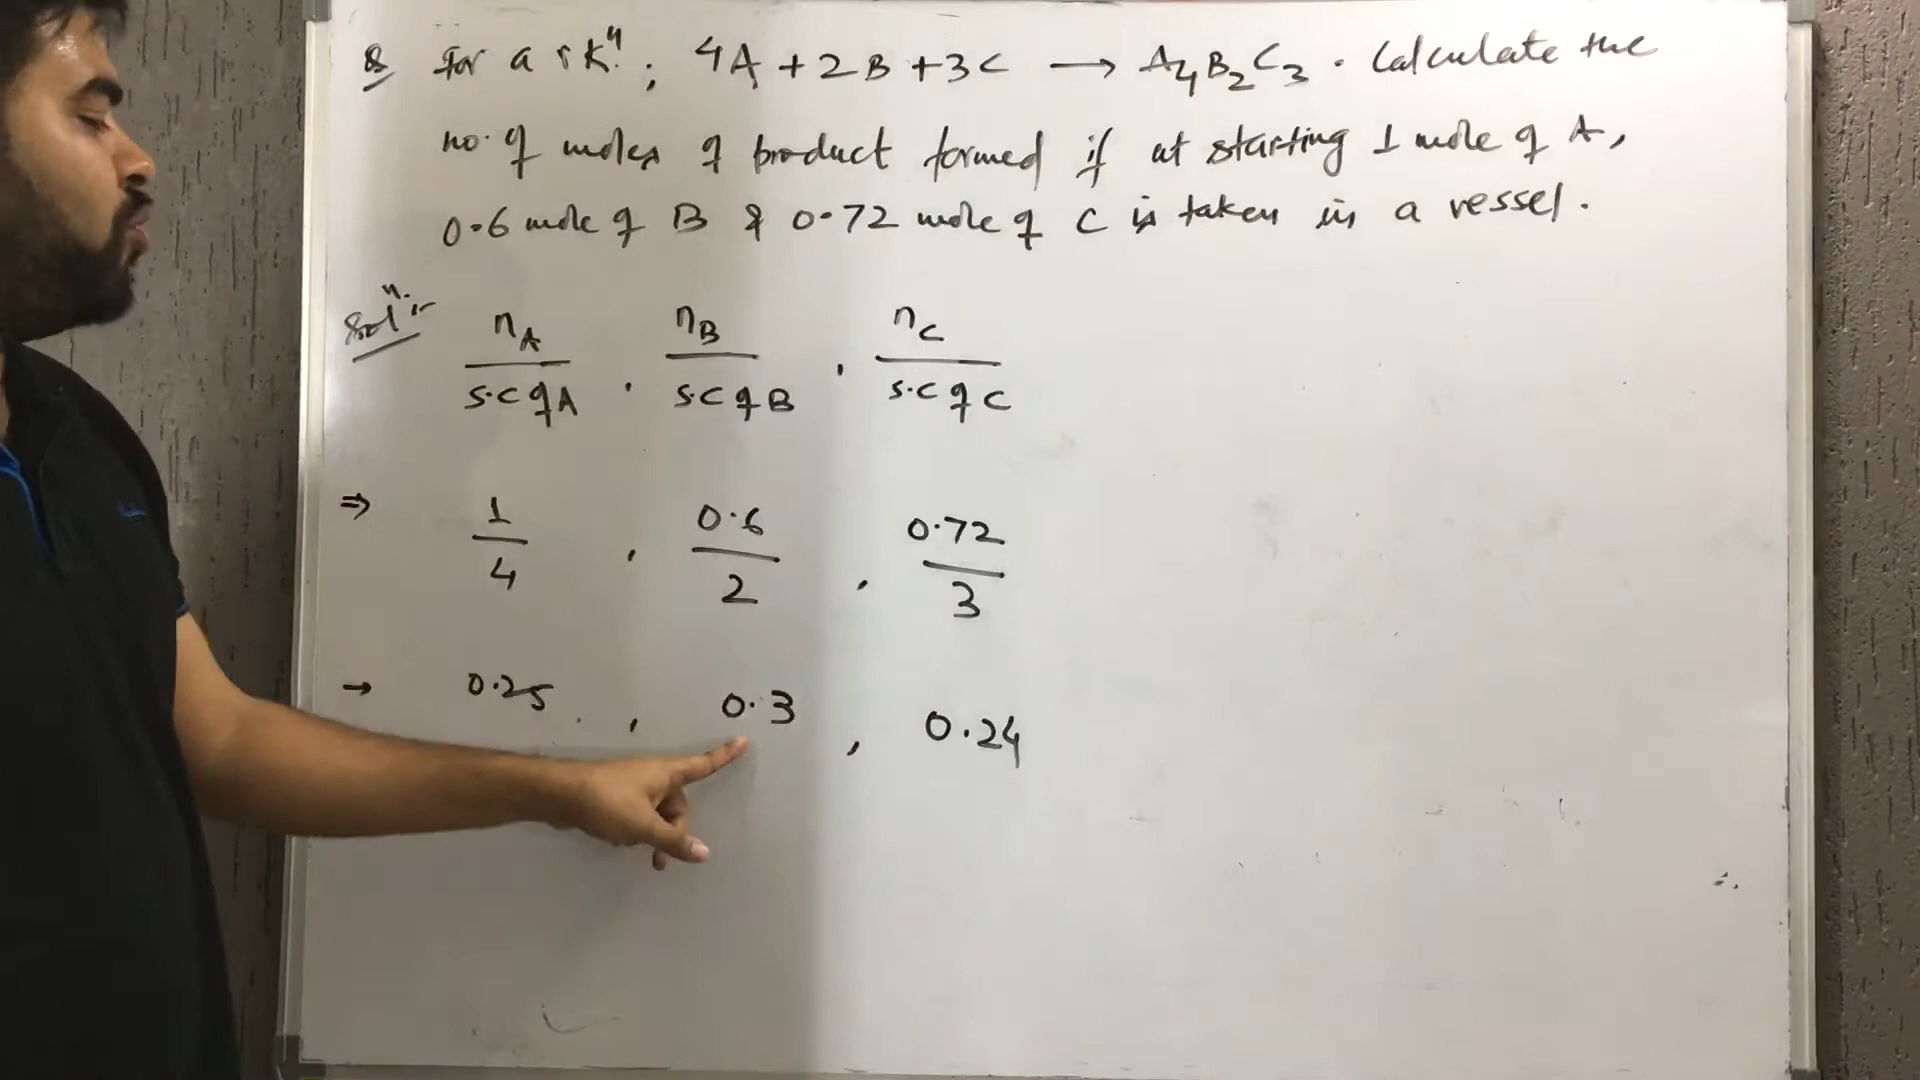 Q for a rxⁿ; 4A + 2B + 3C → A₄B₂C₃. Calculate the
no. of moles of product formed if at starting 1 mole of A,
0.6 mole of B & 0.72 mole of C is taken in a vessel.
Solⁿ:- nA / s.c of A , nB / s.c of B , nC / s.c of C
⇒ 1/4 , 0.6/2 , 0.72/3
→ 0.25 , 0.3 , 0.24